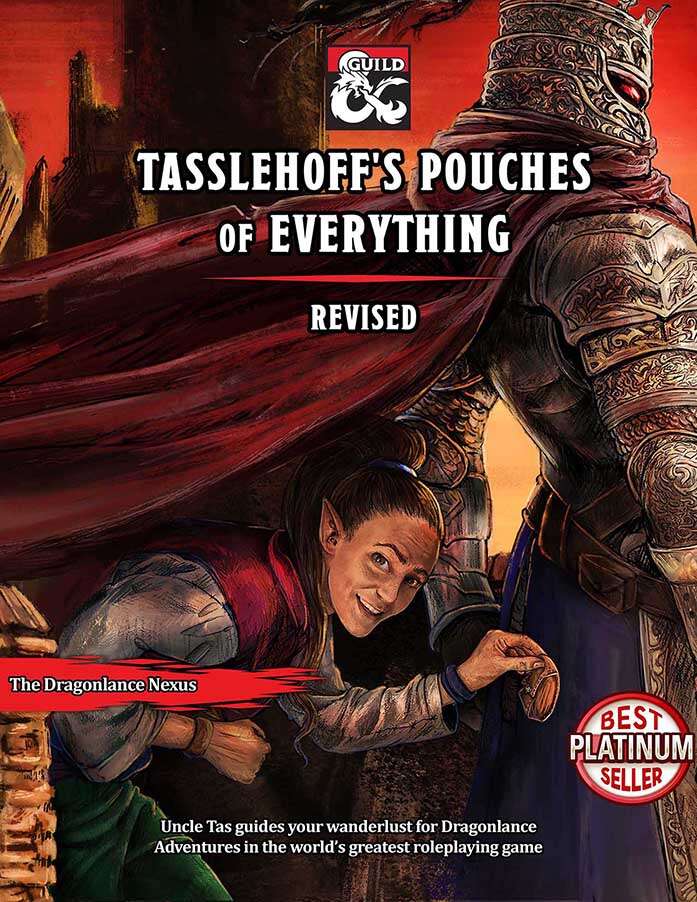 GUILD
TASSLEHOFF'S POUCHES
OF EVERYTHING
REVISED
The Dragonlance Nexus
BEST
PLATINUM
SELLER
Uncle Tas guides your wanderlust for Dragonlance
Adventures in the world's greatest roleplaying game